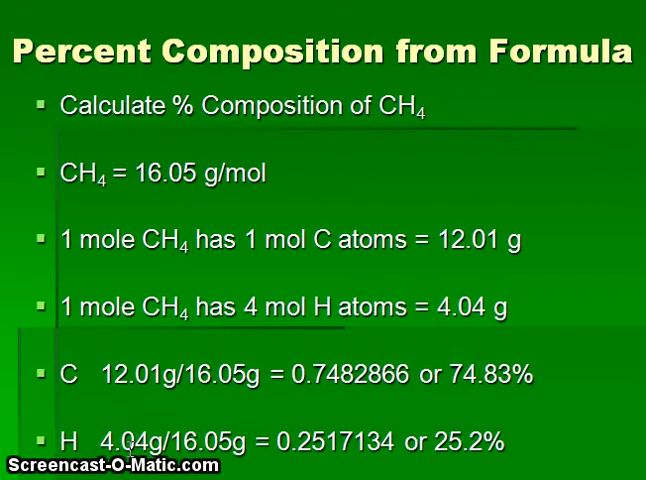 Percent Composition from Formula
Calculate % Composition of CH₄
CH₄ = 16.05 g/mol
1 mole CH₄ has 1 mol C atoms = 12.01 g
1 mole CH₄ has 4 mol H atoms = 4.04 g
C 12.01g/16.05g = 0.7482866 or 74.83%
H 4.04g/16.05g = 0.2517134 or 25.2%
Screencast-O-Matic.com